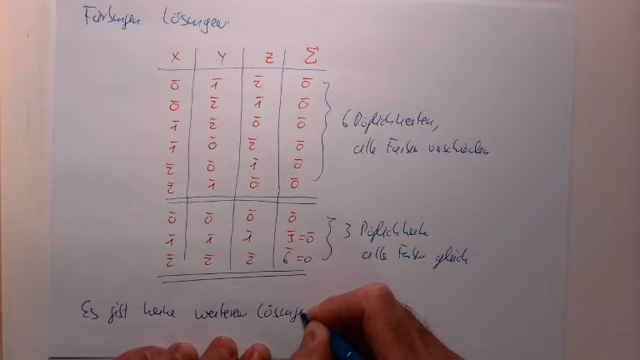 Färbungen Lösungen
X Y Z Σ
0̄ 1̄ 2̄ 0̄
0̄ 2̄ 1̄ 0̄
1̄ 2̄ 0̄ 0̄
1̄ 0̄ 2̄ 0̄
2̄ 0̄ 1̄ 0̄
2̄ 1̄ 0̄ 0̄
6 Möglichkeiten,
alle Farben verschieden
0̄ 0̄ 0̄ 0̄
1̄ 1̄ 1̄ 3̄=0̄
2̄ 2̄ 2̄ 6̄=0
3 Möglichkeite
alle Farben gleich
Es gibt keine weiteren Lösunge